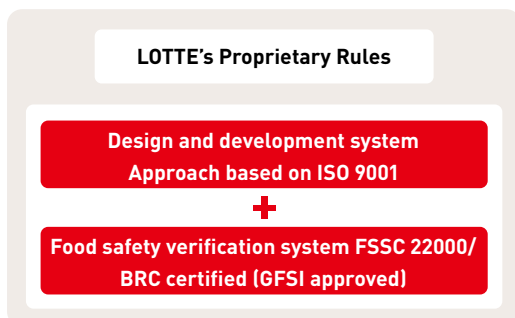 LOTTE's Proprietary Rules
Design and development system
Approach based on ISO 9001
+
Food safety verification system FSSC 22000/
BRC certified (GFSI approved)